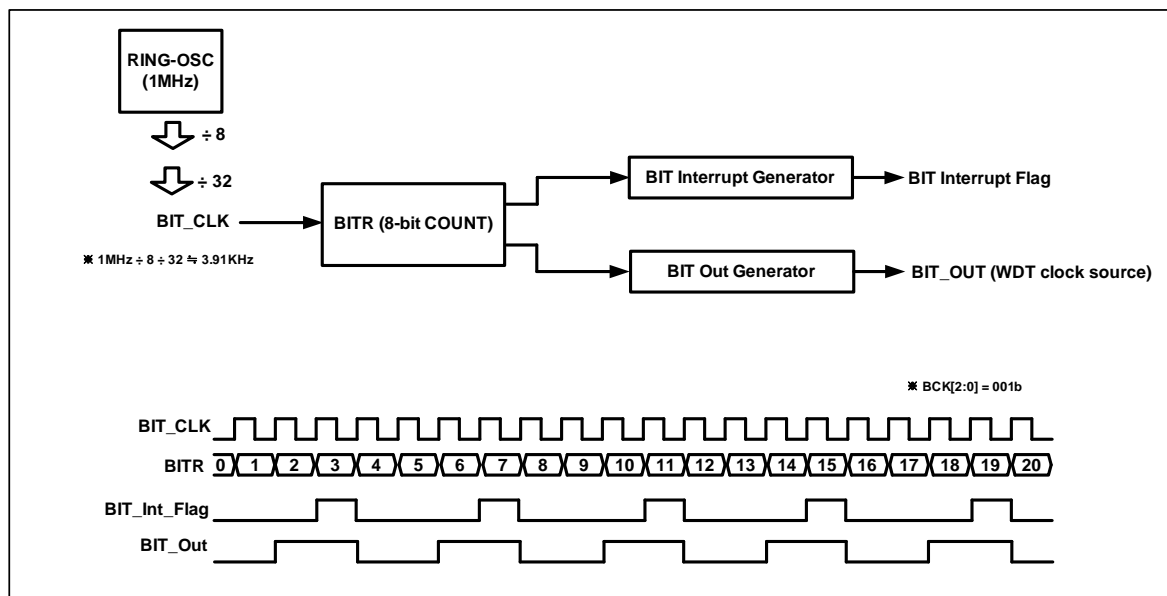 RING-OSC
(1MHz)
÷ 8
÷ 32
BIT_CLK
BITR (8-bit COUNT)
BIT Interrupt Generator
BIT Interrupt Flag
BIT Out Generator
BIT_OUT (WDT clock source)
※ 1MHz ÷ 8 ÷ 32 ≒ 3.91KHz
※ BCK[2:0] = 001b
BIT_CLK
BITR 0 1 2 3 4 5 6 7 8 9 10 11 12 13 14 15 16 17 18 19 20
BIT_Int_Flag
BIT_Out